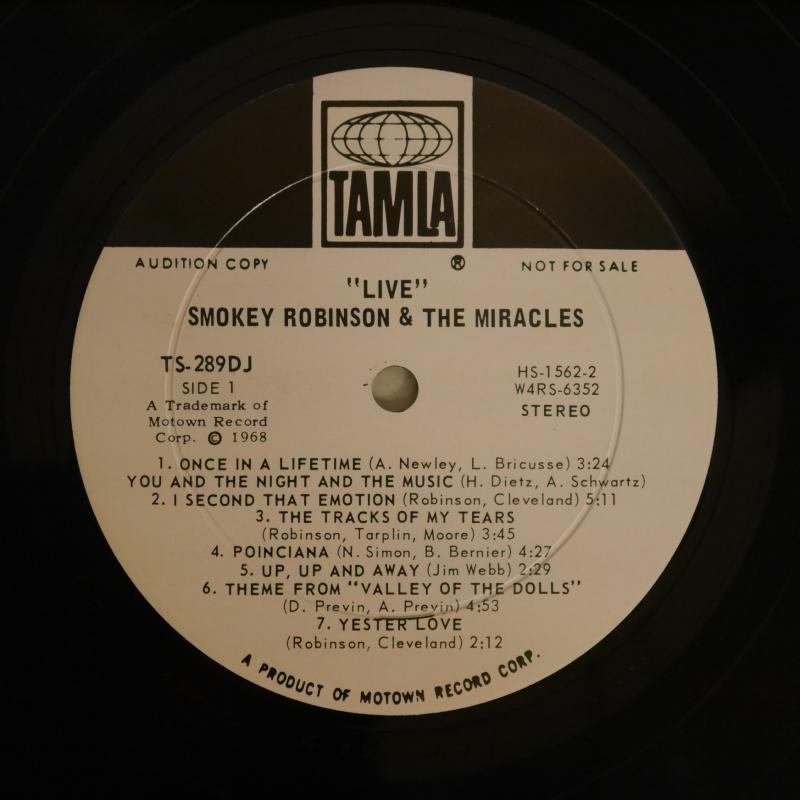 TAMLA
®
AUDITION COPY
NOT FOR SALE
"LIVE"
SMOKEY ROBINSON & THE MIRACLES
TS-289DJ
SIDE 1
A Trademark of
Motown Record
Corp. © 1968
HS-1562-2
W4RS-6352
STEREO
1. ONCE IN A LIFETIME (A. Newley, L. Bricusse) 3:24
YOU AND THE NIGHT AND THE MUSIC (H. Dietz, A. Schwartz)
2. I SECOND THAT EMOTION (Robinson, Cleveland) 5:11
3. THE TRACKS OF MY TEARS
(Robinson, Tarplin, Moore) 3:45
4. POINCIANA (N. Simon, B. Bernier) 4:27
5. UP, UP AND AWAY (Jim Webb) 2:29
6. THEME FROM "VALLEY OF THE DOLLS"
(D. Previn, A. Previn) 4:53
7. YESTER LOVE
(Robinson, Cleveland) 2:12
A PRODUCT OF MOTOWN RECORD CORP.